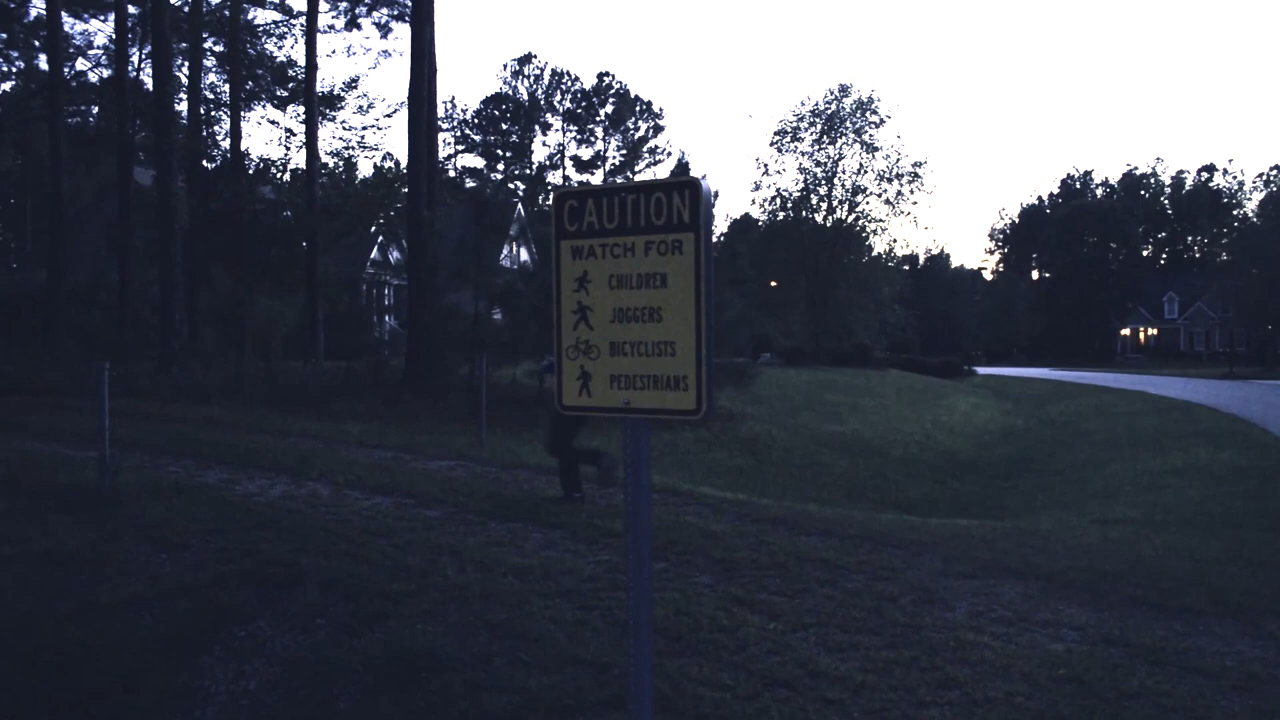 CAUTION
WATCH FOR
CHILDREN
JOGGERS
BICYCLISTS
PEDESTRIANS